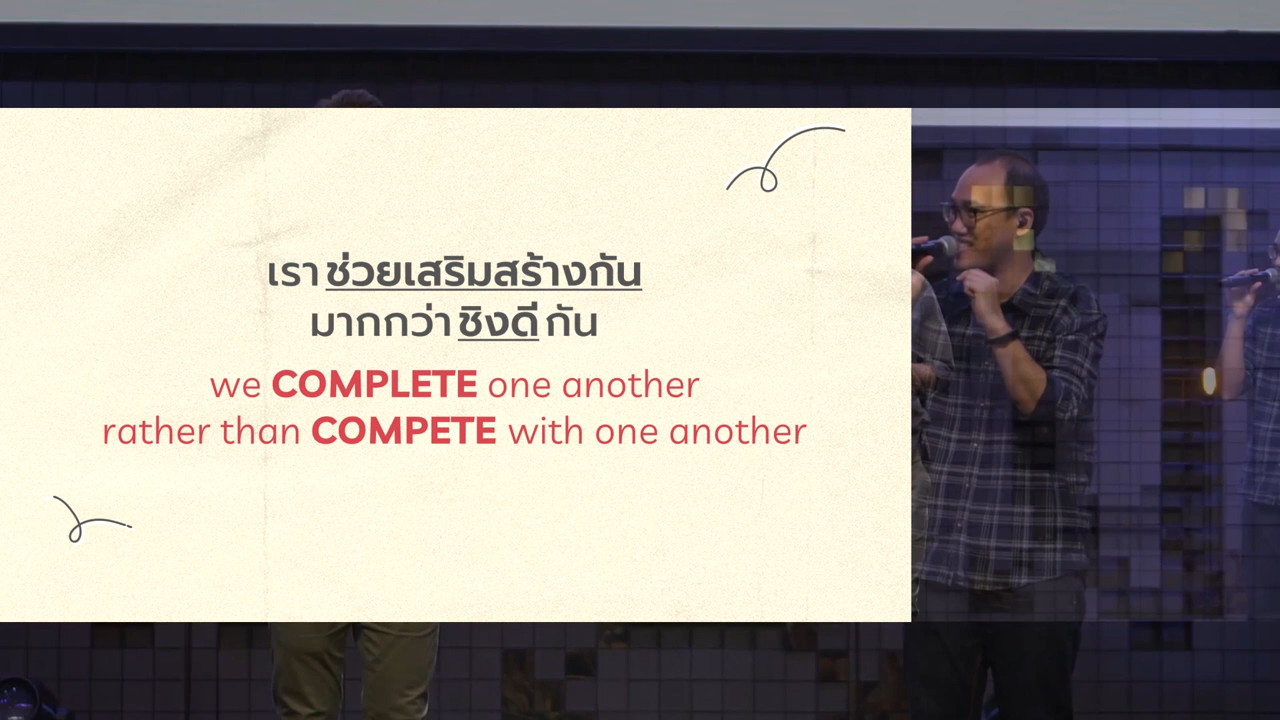 เรา ช่วยเสริมสร้างกัน
มากกว่า ชิงดี กัน
we COMPLETE one another
rather than COMPETE with one another